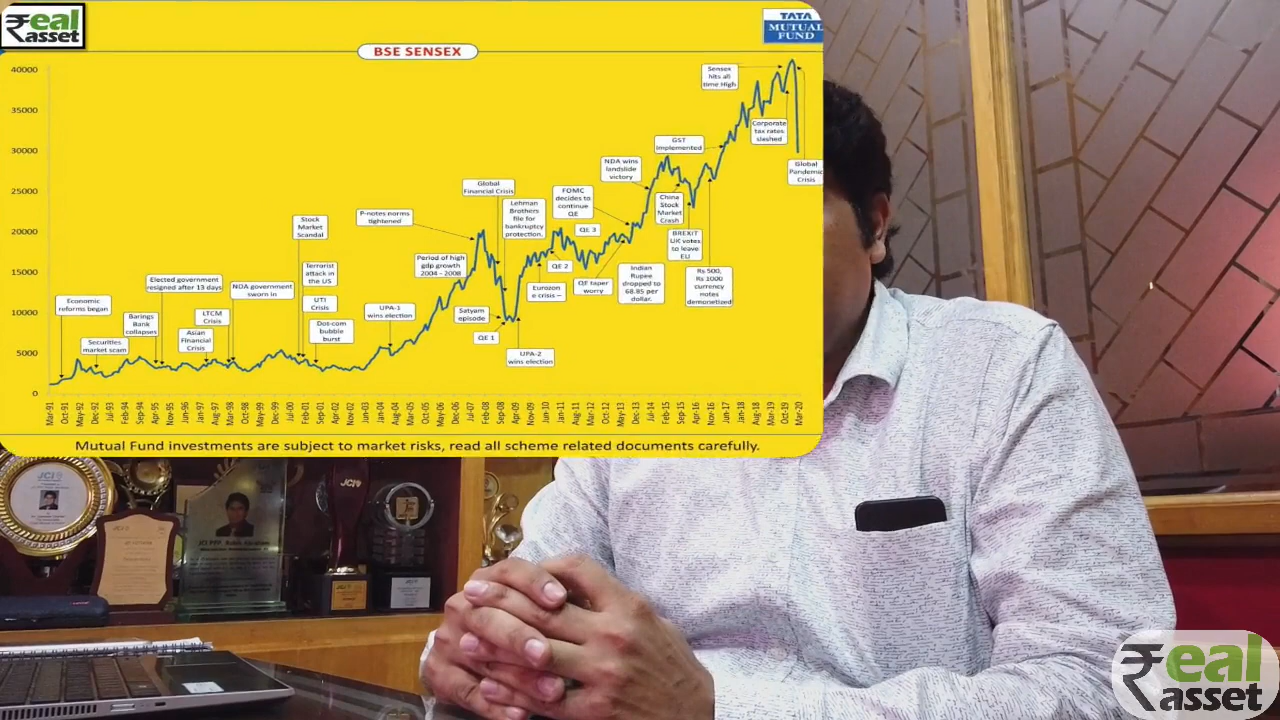 ₹eal
asset
TATA
MUTUAL
FUND
BSE SENSEX
40000
35000
30000
25000
20000
15000
10000
5000
0
Sensex
hits all
time High
Corporate
tax rates
slashed
Global
Pandemic
Crisis
GST
Implemented
NDA wins
landslide
victory
China
Stock
Market
Crash
BREXIT
UK votes
to leave
EU
Rs 500,
Rs 1000
currency
notes
demonetized
Global
Financial Crisis
Lehman
Brothers
file for
bankruptcy
protection.
FOMC
decides to
continue
QE
QE 3
QE 2
Eurozon
e crisis –
QE taper
worry
Indian
Rupee
dropped to
68.85 per
dollar.
P-notes norms
tightened
Period of high
gdp growth
2004 - 2008
Satyam
episode
QE 1
UPA-2
wins election
UPA-1
wins election
Stock
Market
Scandal
Terrorist
attack in
the US
UTI
Crisis
Dot-com
bubble
burst
NDA government
sworn in
Elected government
resigned after 13 days
LTCM
Crisis
Asian
Financial
Crisis
Barings
Bank
collapses
Economic
reforms began
Securities
market scam
Mar-91
Oct-91
May-92
Dec-92
Jul-93
Feb-94
Sep-94
Apr-95
Nov-95
Jun-96
Jan-97
Aug-97
Mar-98
Oct-98
May-99
Dec-99
Jul-00
Feb-01
Sep-01
Apr-02
Nov-02
Jun-03
Jan-04
Aug-04
Mar-05
Oct-05
May-06
Dec-06
Jul-07
Feb-08
Sep-08
Apr-09
Nov-09
Jun-10
Jan-11
Aug-11
Mar-12
Oct-12
May-13
Dec-13
Jul-14
Feb-15
Sep-15
Apr-16
Nov-16
Jun-17
Jan-18
Aug-18
Mar-19
Oct-19
Mar-20
Mutual Fund investments are subject to market risks, read all scheme related documents carefully.
JCI
JCI
₹eal
asset